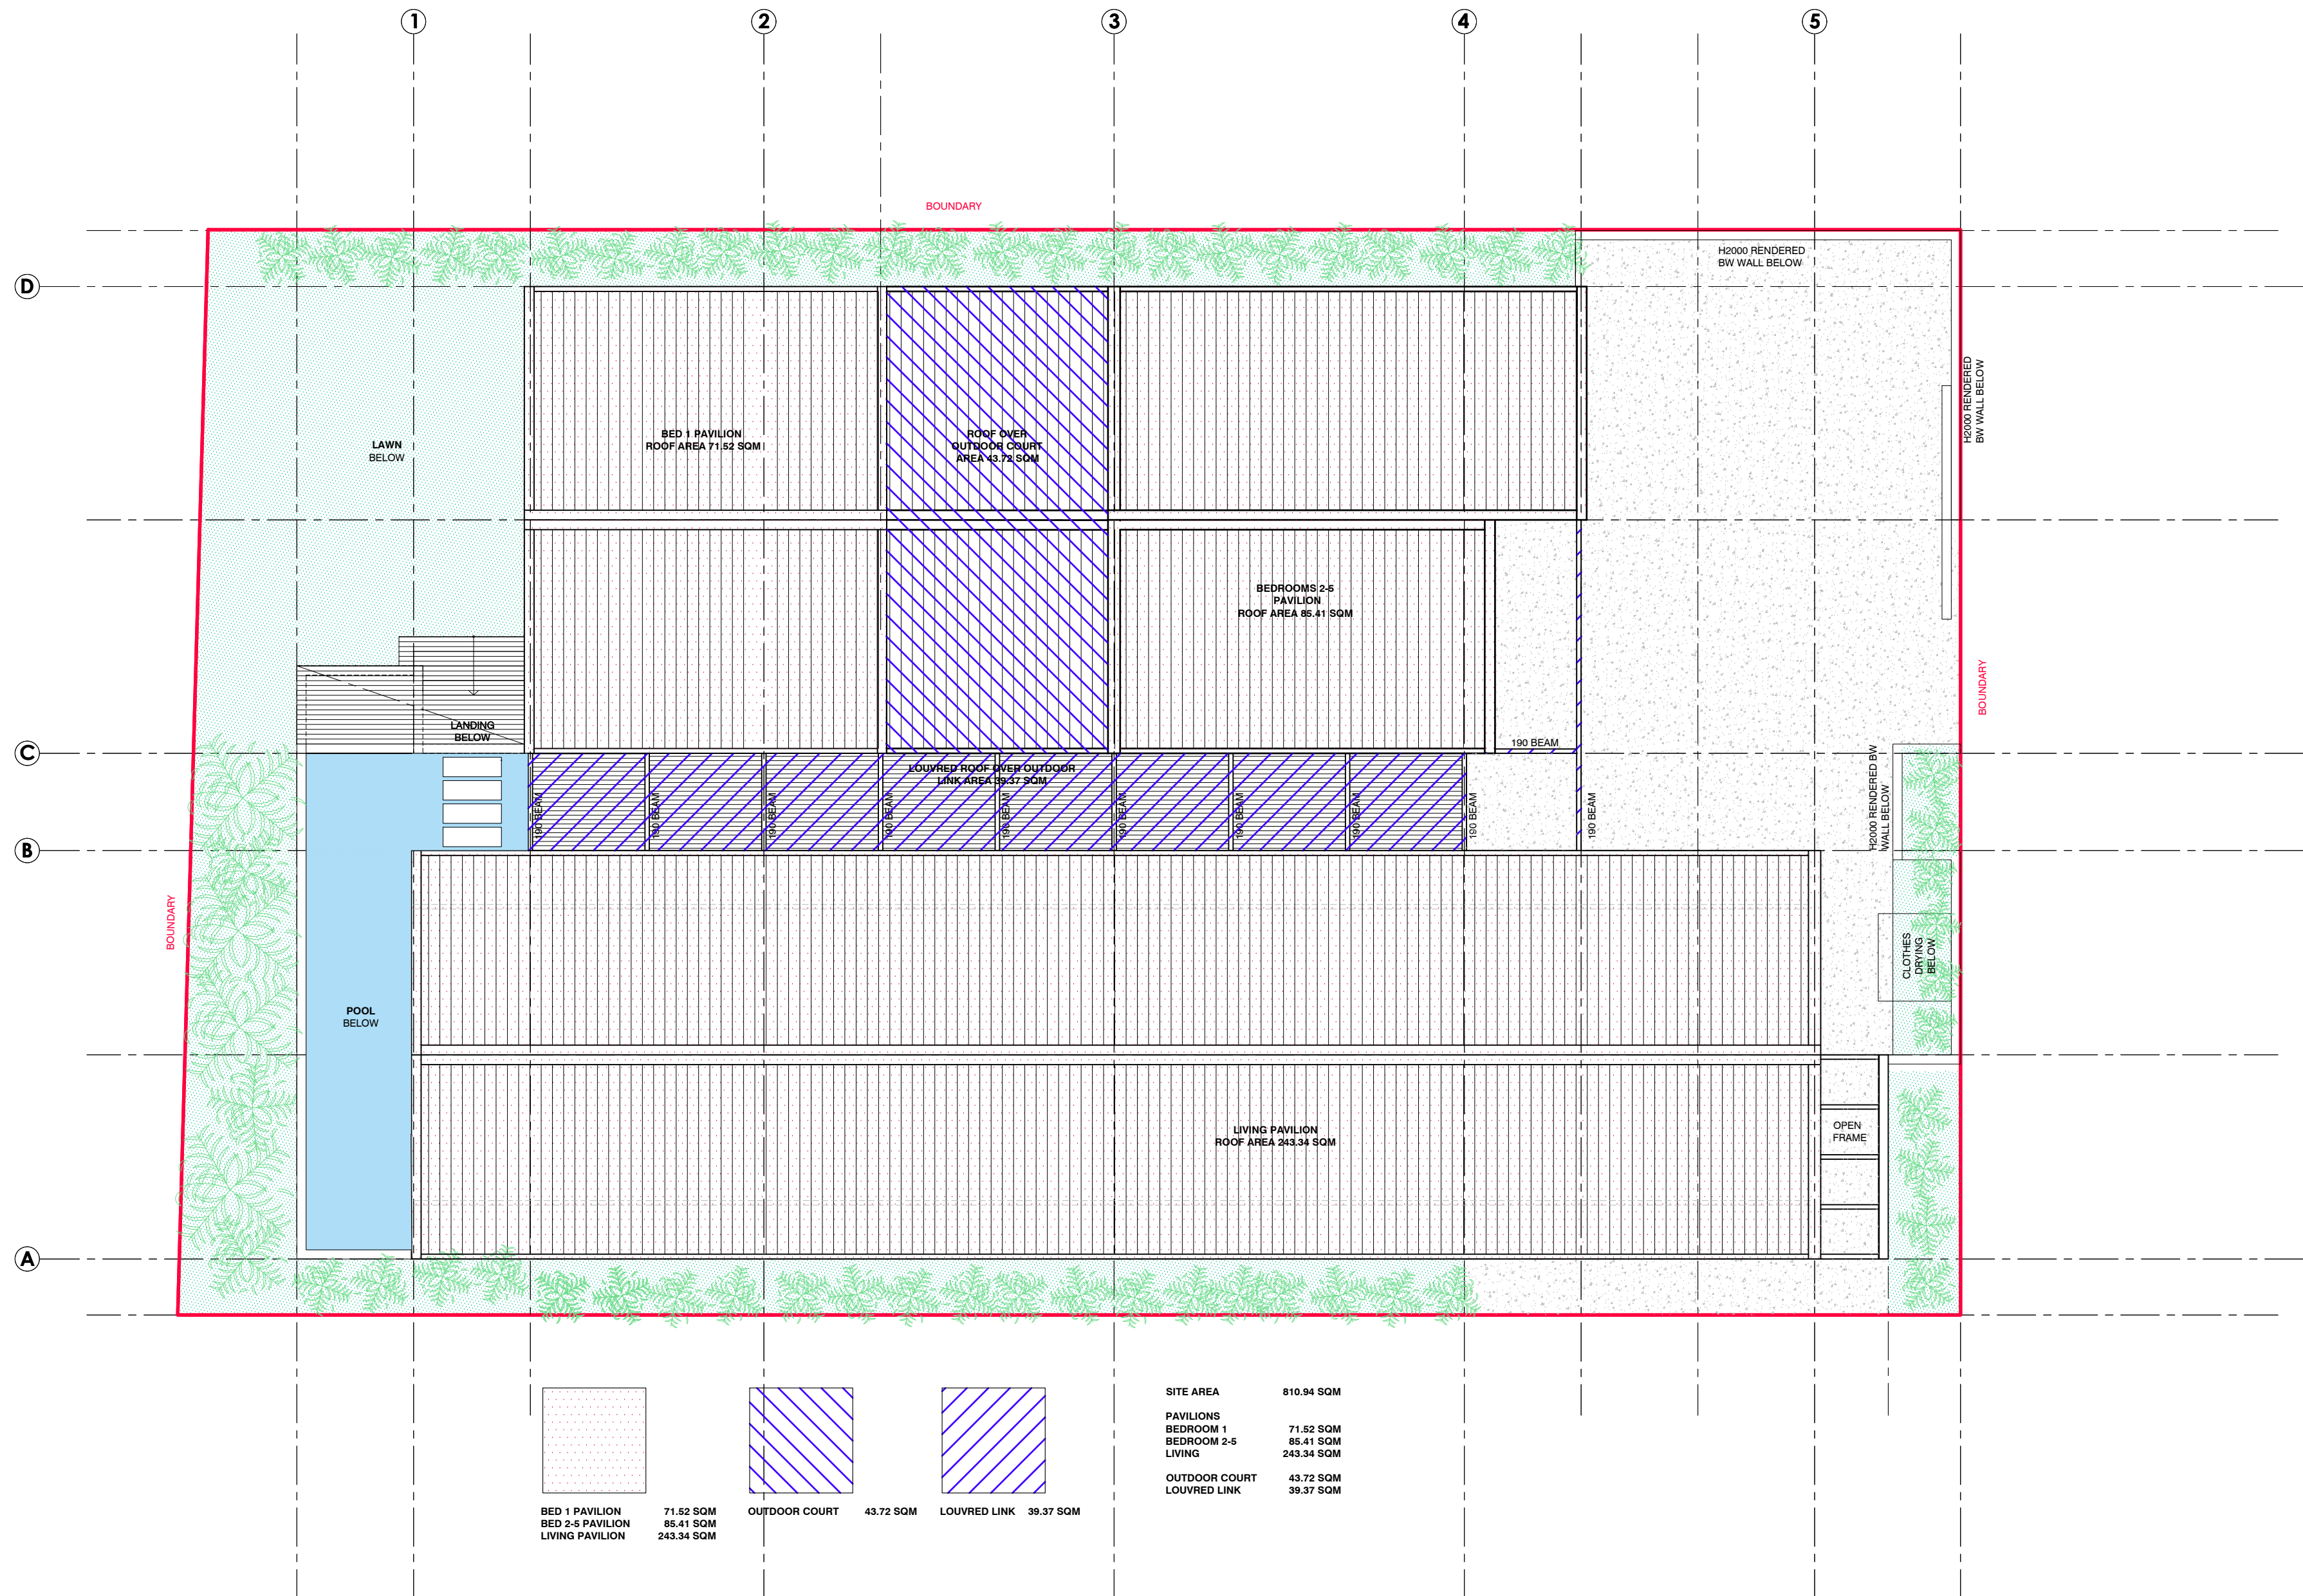 1
2
3
4
5
BOUNDARY
H2000 RENDERED
BW WALL BELOW
D
H2000 RENDERED
BW WALL BELOW
LAWN
BELOW
BED 1 PAVILION
ROOF AREA 71.52 SQM
ROOF OVER
OUTDOOR COURT
AREA 43.72 SQM
BEDROOMS 2-5
PAVILION
ROOF AREA 85.41 SQM
BOUNDARY
LANDING
BELOW
190 BEAM
C
LOUVRED ROOF OVER OUTDOOR
LINK AREA 39.37 SQM
190 BEAM
190 BEAM
190 BEAM
190 BEAM
190 BEAM
190 BEAM
190 BEAM
190 BEAM
190 BEAM
190 BEAM
H2000 RENDERED BW
WALL BELOW
B
BOUNDARY
CLOTHES
DRYING
BELOW
POOL
BELOW
LIVING PAVILION
ROOF AREA 243.34 SQM
OPEN
FRAME
A
BED 1 PAVILION 71.52 SQM
BED 2-5 PAVILION 85.41 SQM
LIVING PAVILION 243.34 SQM
OUTDOOR COURT 43.72 SQM
LOUVRED LINK 39.37 SQM
SITE AREA 810.94 SQM
PAVILIONS
BEDROOM 1 71.52 SQM
BEDROOM 2-5 85.41 SQM
LIVING 243.34 SQM
OUTDOOR COURT 43.72 SQM
LOUVRED LINK 39.37 SQM